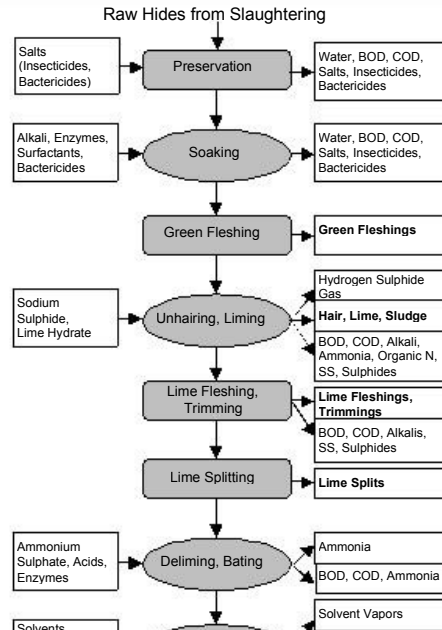 Raw Hides from Slaughtering
Salts
(Insecticides,
Bactericides)
Preservation
Water, BOD, COD,
Salts, Insecticides,
Bactericides
Alkali, Enzymes,
Surfactants,
Bactericides
Soaking
Water, BOD, COD,
Salts, Insecticides,
Bactericides
Green Fleshing
Green Fleshings
Sodium
Sulphide,
Lime Hydrate
Unhairing, Liming
Hydrogen Sulphide
Gas
Hair, Lime, Sludge
BOD, COD, Alkali,
Ammonia, Organic N,
SS, Sulphides
Lime Fleshing,
Trimming
Lime Fleshings,
Trimmings
BOD, COD, Alkalis,
SS, Sulphides
Lime Splitting
Lime Splits
Ammonium
Sulphate, Acids,
Enzymes
Deliming, Bating
Ammonia
BOD, COD, Ammonia
Solvents
Solvent Vapors